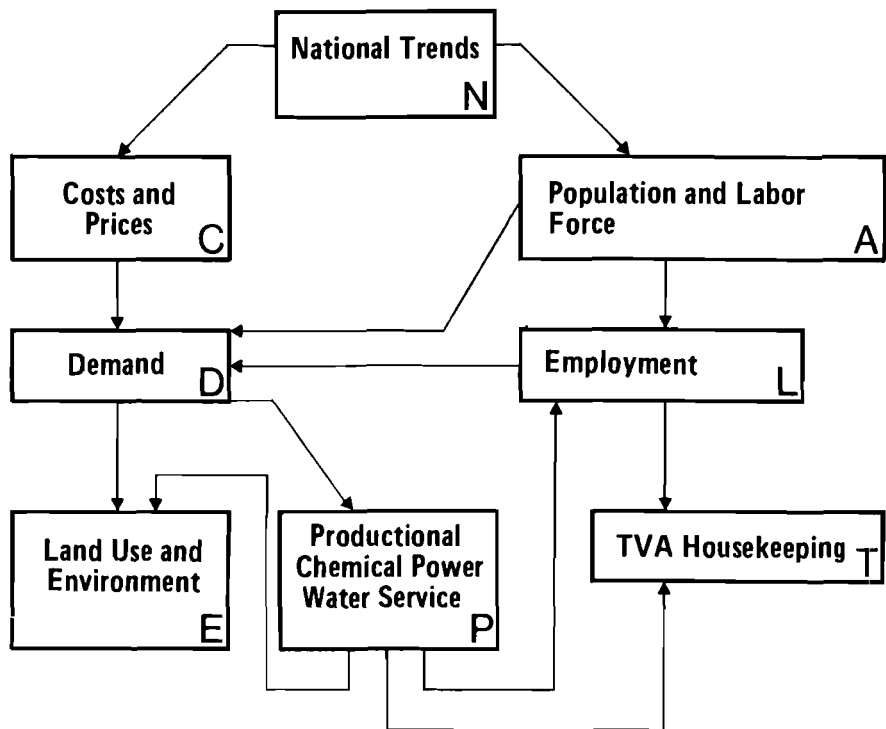 National Trends
N
Costs and
Prices
C
Population and Labor
Force
A
Demand
D
Employment
L
Land Use and
Environment
E
Productional
Chemical Power
Water Service
P
TVA Housekeeping
T